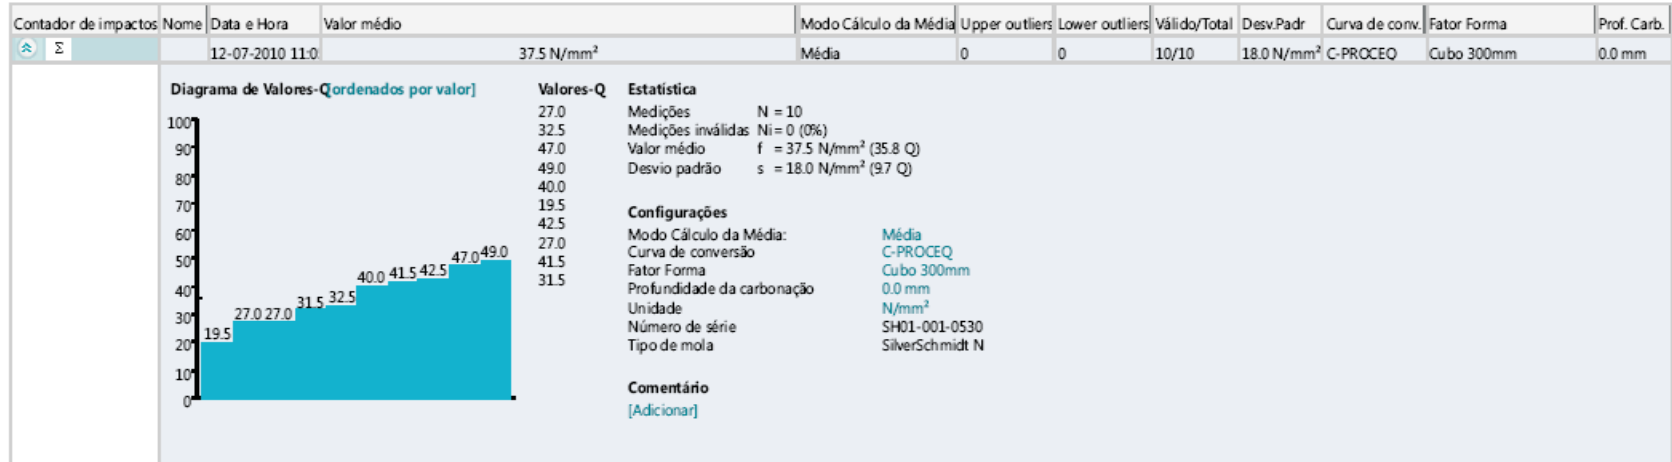 Contador de impactos Nome Data e Hora Valor médio Modo Cálculo da Média Upper outliers Lower outliers Válido/Total Desv.Padr Curva de conv. Fator Forma Prof. Carb.
Σ 12-07-2010 11:0 37.5 N/mm² Média 0 0 10/10 18.0 N/mm² C-PROCEQ Cubo 300mm 0.0 mm
Diagrama de Valores-Q [ordenados por valor]
100
90
80
70
60
50
40
30
20
10
0
19.5 27.0 27.0 31.5 32.5 40.0 41.5 42.5 47.0 49.0
Valores-Q
27.0
32.5
47.0
49.0
40.0
19.5
42.5
27.0
41.5
31.5
Estatística
Medições N = 10
Medições inválidas Ni = 0 (0%)
Valor médio f = 37.5 N/mm² (35.8 Q)
Desvio padrão s = 18.0 N/mm² (9.7 Q)
Configurações
Modo Cálculo da Média: Média
Curva de conversão C-PROCEQ
Fator Forma Cubo 300mm
Profundidade da carbonação 0.0 mm
Unidade N/mm²
Número de série SH01-001-0530
Tipo de mola SilverSchmidt N
Comentário
[Adicionar]